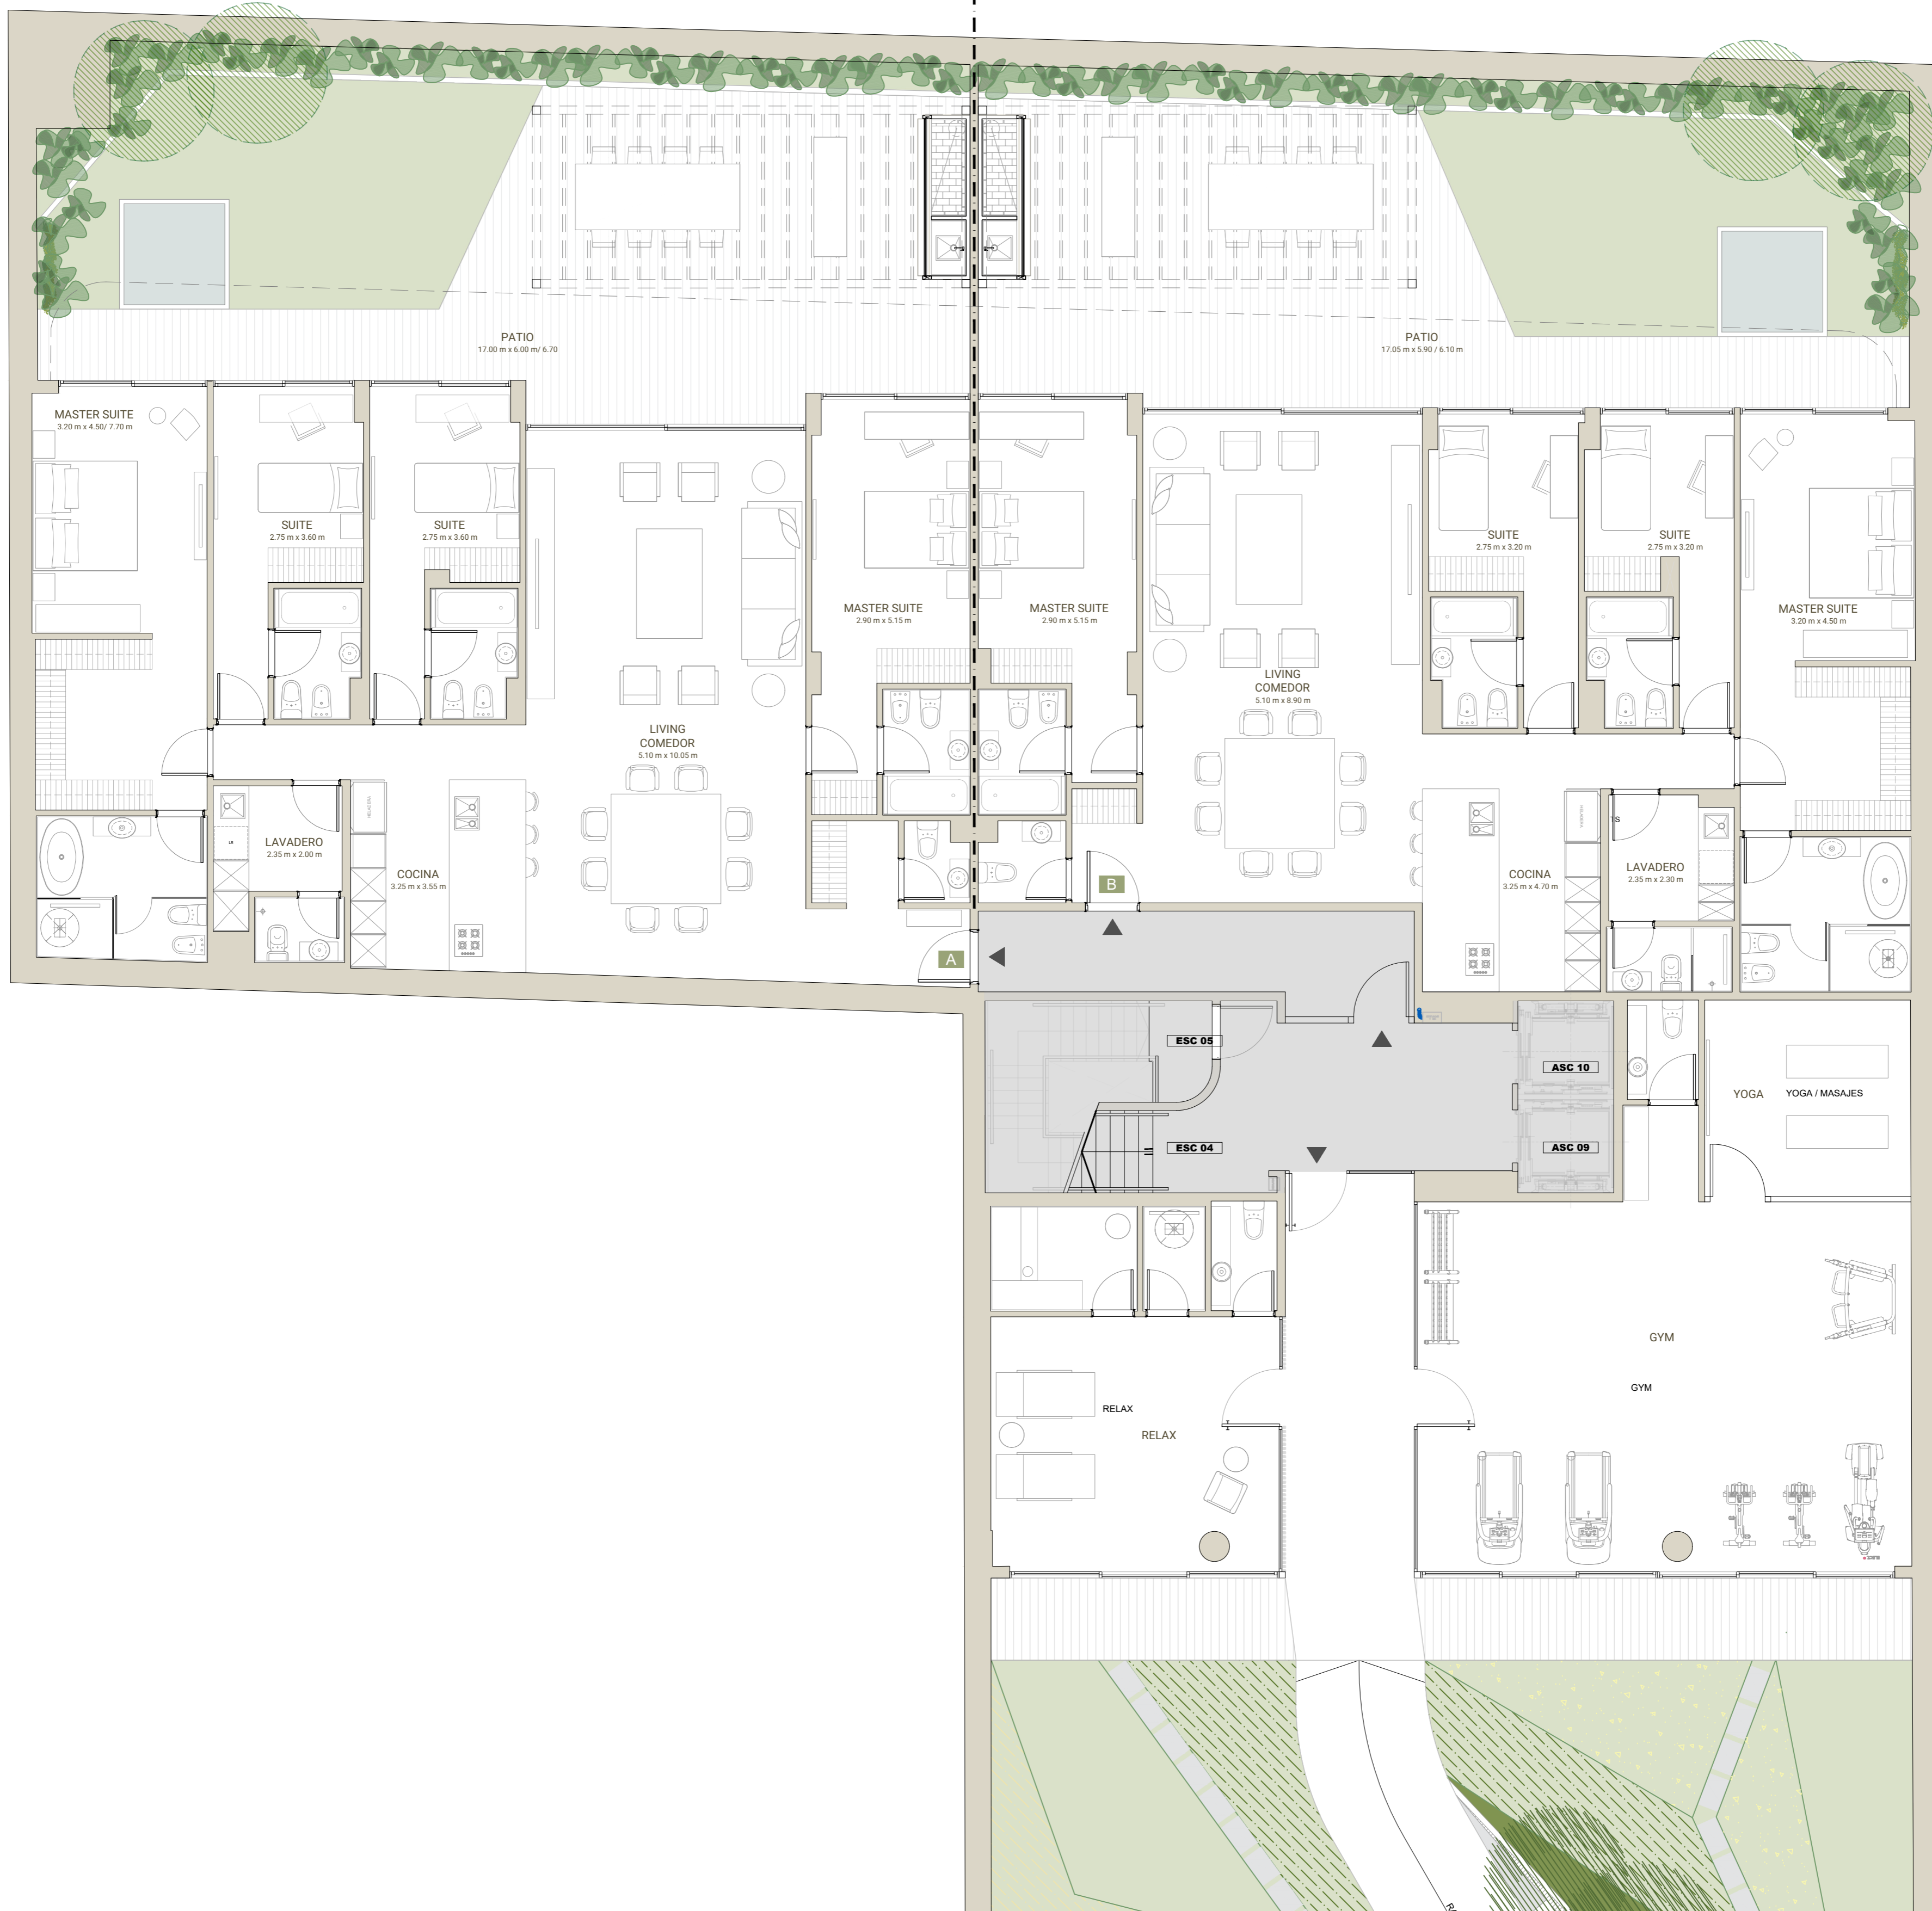 PATIO
17.00 m x 6.00 m/ 6.70
PATIO
17.05 m x 5.90 / 6.10 m
MASTER SUITE
3.20 m x 4.50/ 7.70 m
SUITE
2.75 m x 3.60 m
SUITE
2.75 m x 3.60 m
MASTER SUITE
2.90 m x 5.15 m
MASTER SUITE
2.90 m x 5.15 m
SUITE
2.75 m x 3.20 m
SUITE
2.75 m x 3.20 m
MASTER SUITE
3.20 m x 4.50 m
LIVING
COMEDOR
5.10 m x 10.05 m
LIVING
COMEDOR
5.10 m x 8.90 m
HELADERA
HELADERA
TS
LR
LAVADERO
2.35 m x 2.00 m
COCINA
3.25 m x 3.55 m
COCINA
3.25 m x 4.70 m
LAVADERO
2.35 m x 2.30 m
B
A
ESC 05
ASC 10
YOGA
YOGA / MASAJES
ESC 04
ASC 09
GYM
GYM
RELAX
RELAX